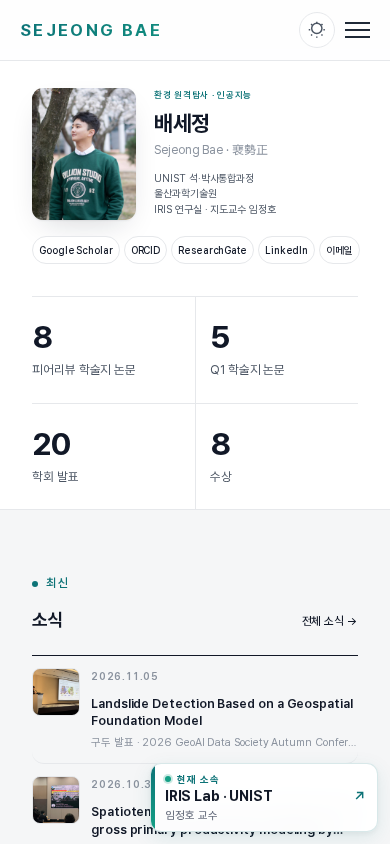 SEJEONG BAE
환경 원격탐사 · 인공지능
배세정
Sejeong Bae · 裵勢正
UNIST 석·박사통합과정
울산과학기술원
IRIS 연구실 · 지도교수 임정호
Google Scholar
ORCID
ResearchGate
LinkedIn
이메일
8
피어리뷰 학술지 논문
5
Q1 학술지 논문
20
학회 발표
8
수상
최신
소식
전체 소식 →
2026.11.05
Landslide Detection Based on a Geospatial
Foundation Model
구두 발표 · 2026 GeoAI Data Society Autumn Confer...
2026.10.3
현재 소속
IRIS Lab · UNIST
임정호 교수
gross primary productivity modeling by...